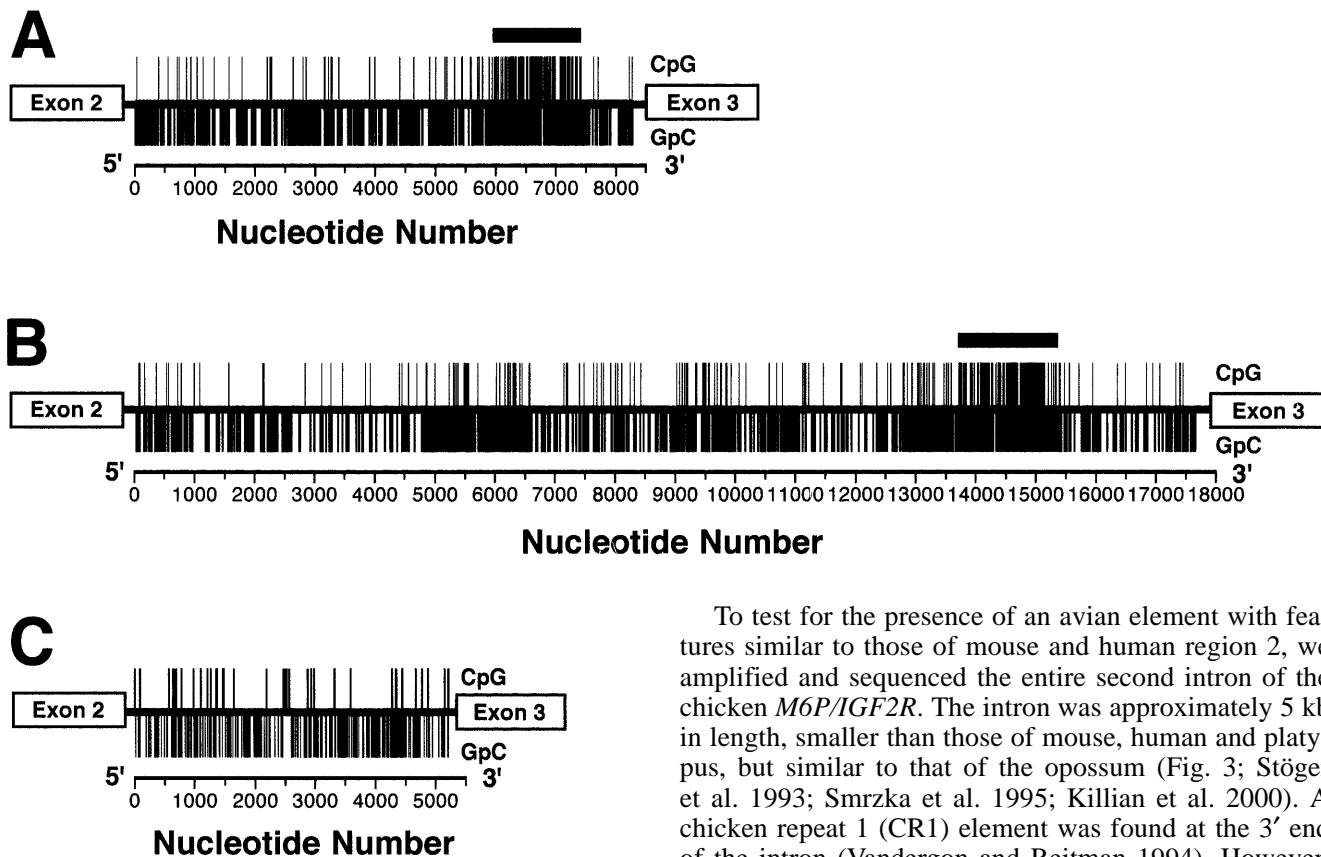 A
CpG
Exon 2
Exon 3
GpC
5' 3'
0 1000 2000 3000 4000 5000 6000 7000 8000
Nucleotide Number
B
CpG
Exon 2
Exon 3
GpC
5' 3'
0 1000 2000 3000 4000 5000 6000 7000 8000 9000 10000 11000 12000 13000 14000 15000 16000 17000 18000
Nucleotide Number
C
CpG
Exon 2
Exon 3
GpC
5' 3'
0 1000 2000 3000 4000 5000
Nucleotide Number
To test for the presence of an avian element with fea
tures similar to those of mouse and human region 2, we
amplified and sequenced the entire second intron of the
chicken M6P/IGF2R. The intron was approximately 5 kb
in length, smaller than those of mouse, human and platy
pus, but similar to that of the opossum (Fig. 3; Stöge
et al. 1993; Smrzka et al. 1995; Killian et al. 2000). A
chicken repeat 1 (CR1) element was found at the 3′ end
of the intron (Vandergon and Reitman 1994). However